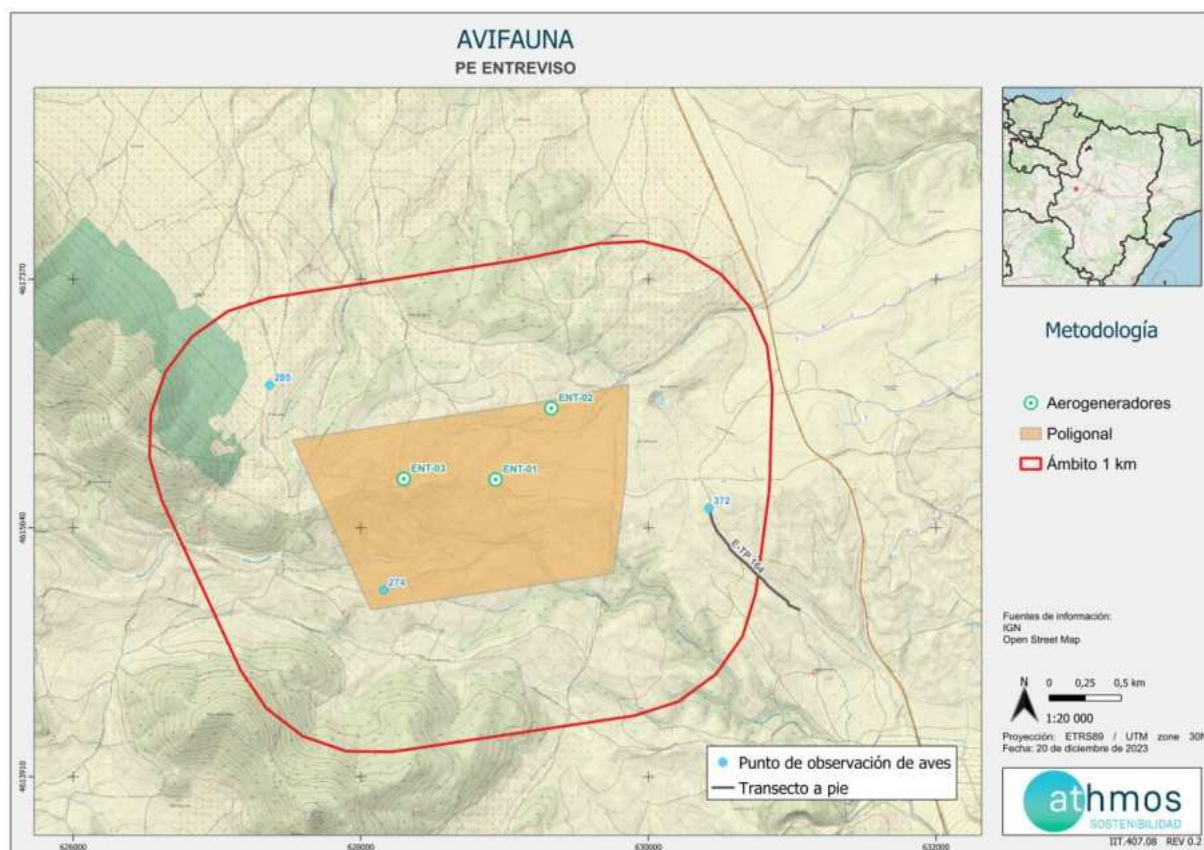 AVIFAUNA
PE ENTREVISO
4617370
4615640
4613910
285
ENT-02
ENT-03
ENT-01
372
E-TP-164
274
626000
628000
630000
632000
Punto de observación de aves
Transecto a pie
Metodología
Aerogeneradores
Poligonal
Ámbito 1 km
Fuentes de información:
IGN
Open Street Map
N
0 0,25 0,5 km
1:20 000
Proyección: ETRS89 / UTM zone 30N
Fecha: 20 de diciembre de 2023
athmos
SOSTENIBILIDAD
IIT.407.08 REV 0.2